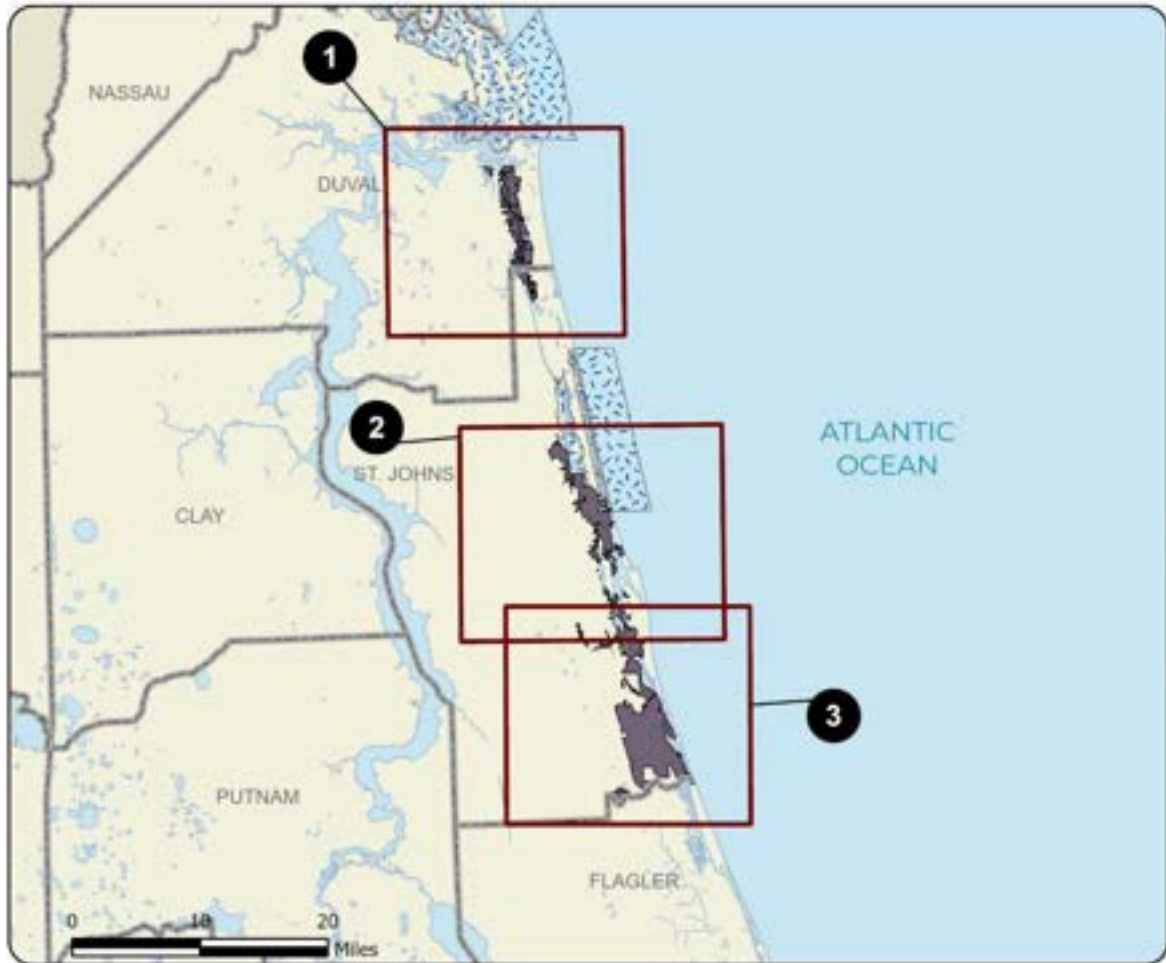 1
NASSAU
DUVAL
2
ATLANTIC
OCEAN
ST. JOHNS
CLAY
3
PUTNAM
FLAGLER
0 10 20
Miles